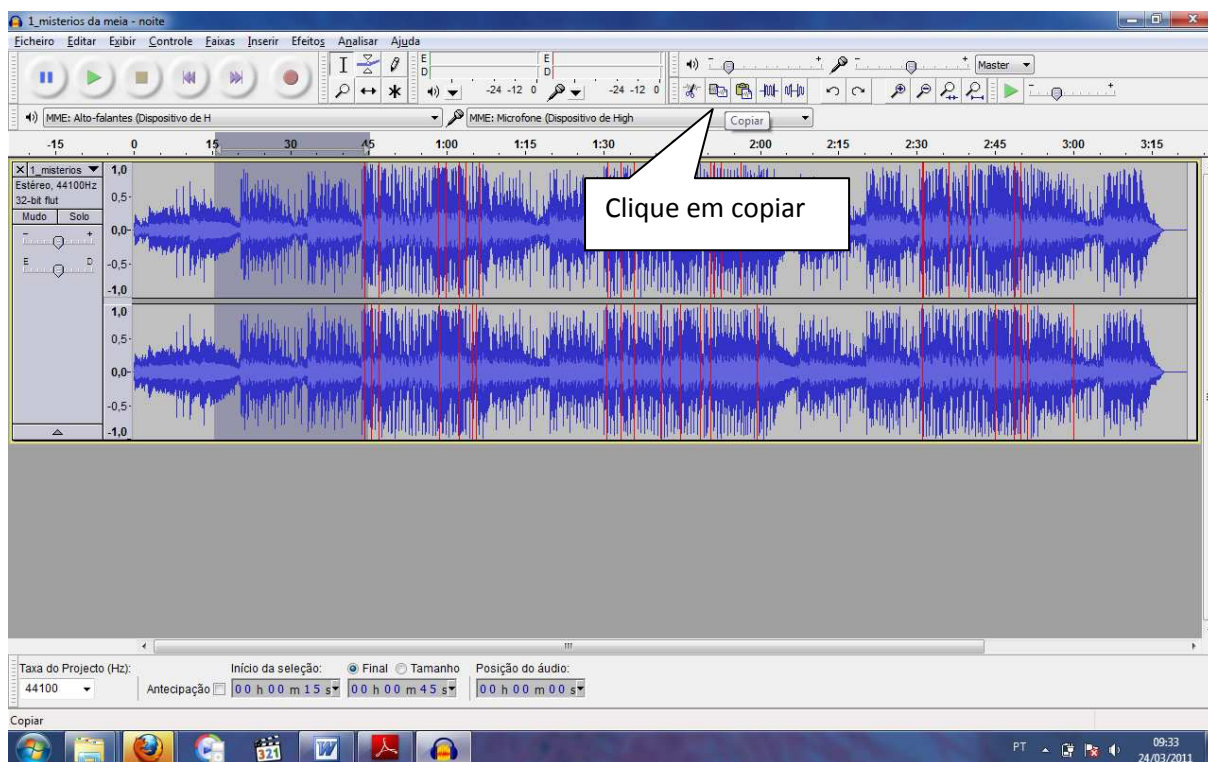 1_misterios da meia - noite
Ficheiro Editar Exibir Controle Faixas Inserir Efeitos Analisar Ajuda
E
D
-24 -12 0
E
D
-24 -12 0
Master
Copiar
MME: Alto-falantes (Dispositivo de H
MME: Microfone (Dispositivo de High
-15 0 15 30 45 1:00 1:15 1:30 2:00 2:15 2:30 2:45 3:00 3:15
Clique em copiar
1_misterios
Estéreo, 44100Hz
32-bit flut
Mudo Solo
- +
E D
1,0
0,5
0,0
-0,5
-1,0
1,0
0,5
0,0
-0,5
-1,0
Taxa do Projecto (Hz): Início da seleção: Final Tamanho Posição do áudio:
44100 Antecipação 00 h 00 m 15 s 00 h 00 m 45 s 00 h 00 m 00 s
Copiar
321
PT
09:33
24/03/2011